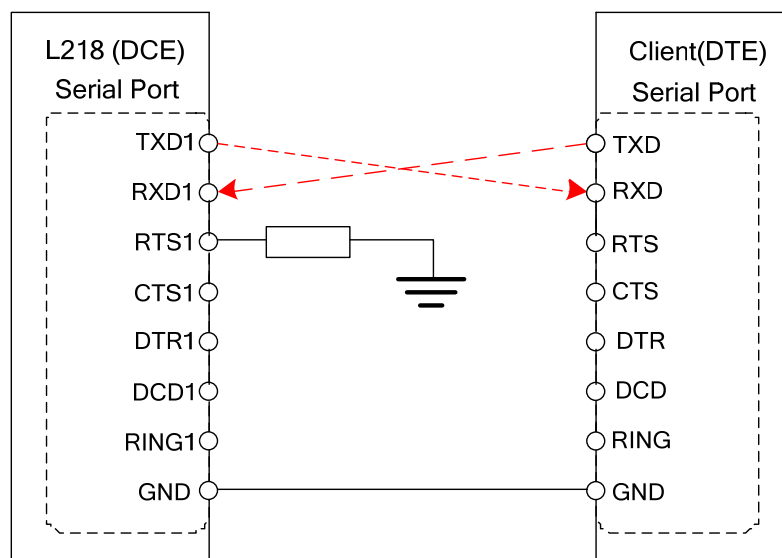 L218 (DCE)
Serial Port
TXD1
RXD1
RTS1
CTS1
DTR1
DCD1
RING1
GND
Client(DTE)
Serial Port
TXD
RXD
RTS
CTS
DTR
DCD
RING
GND